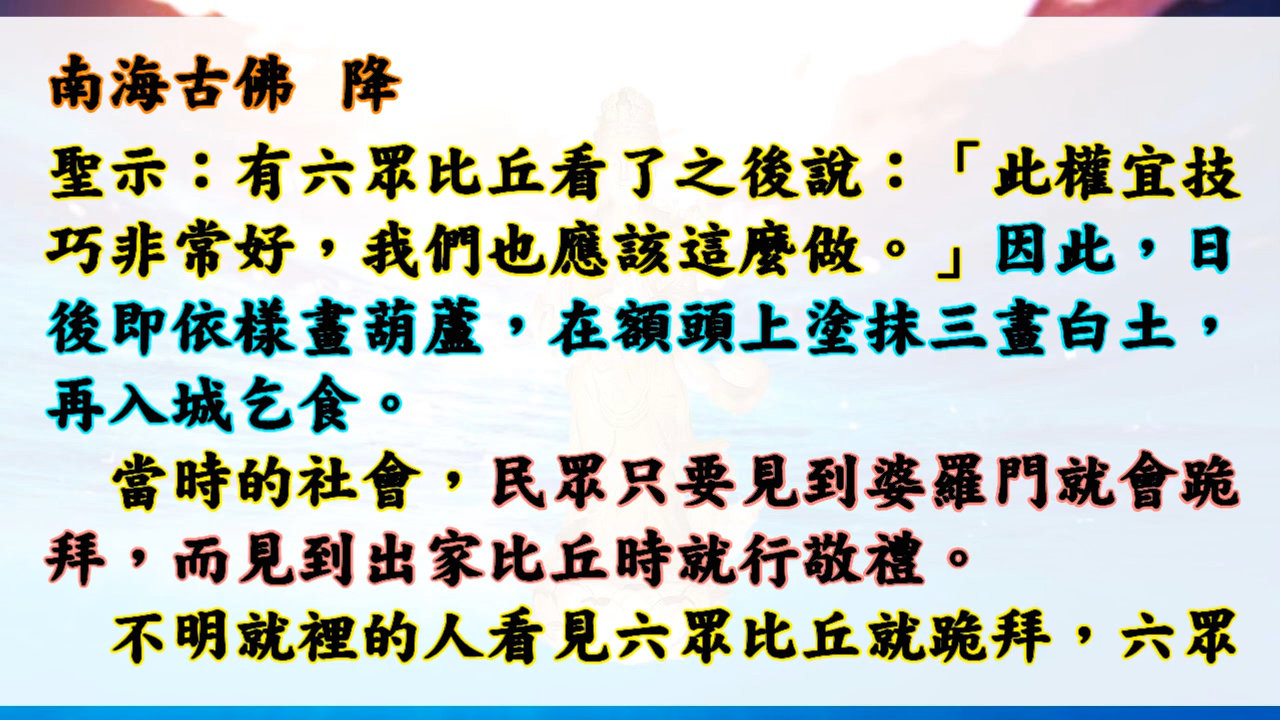 南海古佛 降
聖示：有六眾比丘看了之後說：「此權宜技
巧非常好，我們也應該這麼做。」因此，日
後即依樣畫葫蘆，在額頭上塗抹三畫白土，
再入城乞食。
當時的社會，民眾只要見到婆羅門就會跪
拜，而見到出家比丘時就行敬禮。
不明就裡的人看見六眾比丘就跪拜，六眾